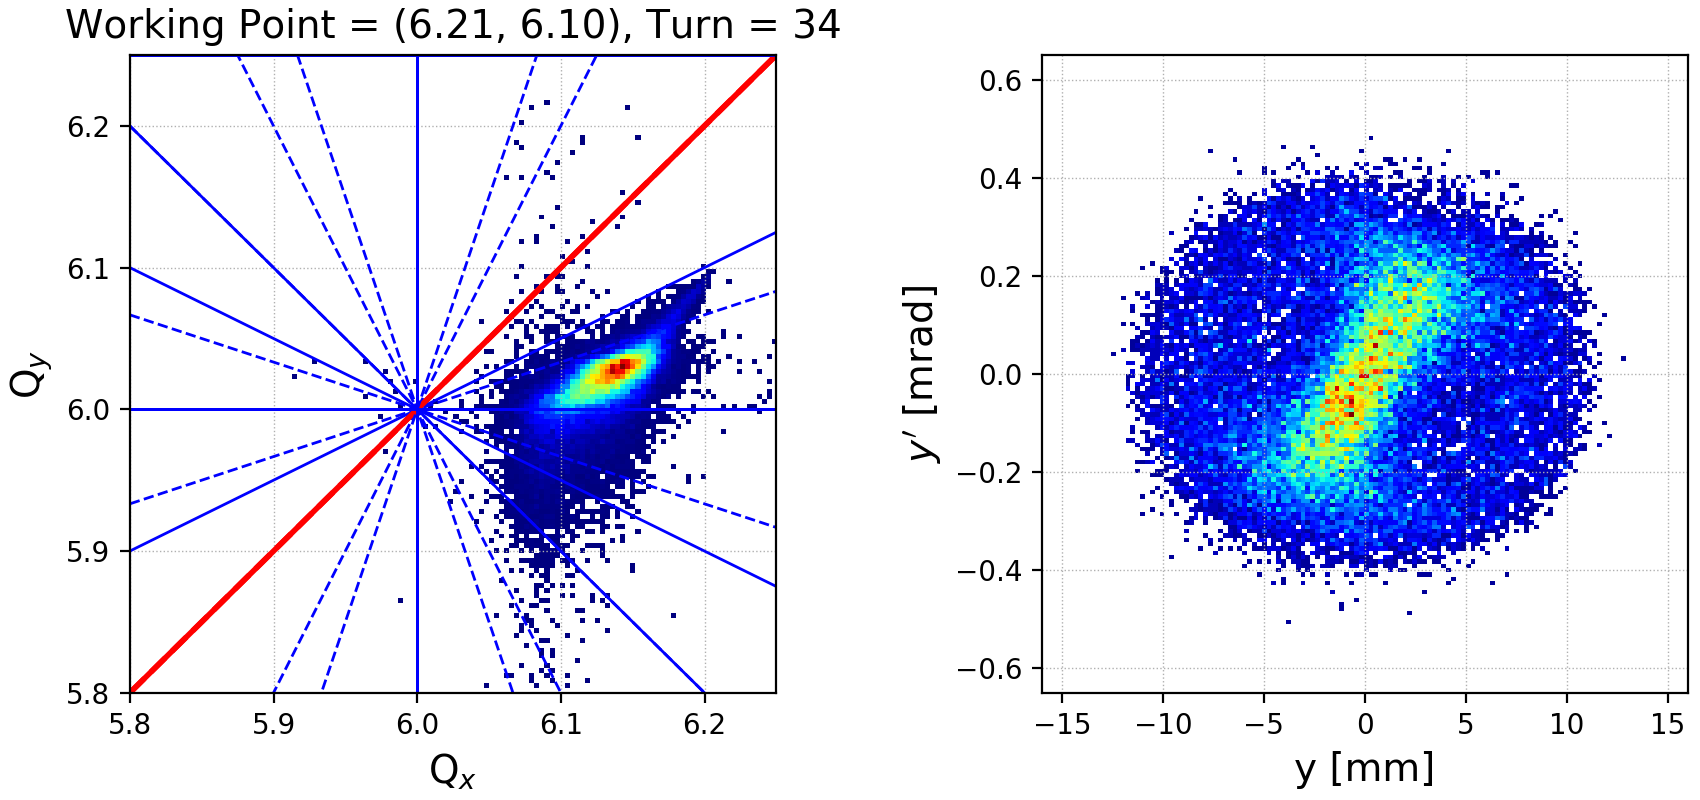 Working Point = (6.21, 6.10), Turn = 34
6.2
6.1
6.0
5.9
5.8
Qy
5.8 5.9 6.0 6.1 6.2
Qx
0.6
0.4
0.2
0.0
−0.2
−0.4
−0.6
y′ [mrad]
−15 −10 −5 0 5 10 15
y [mm]